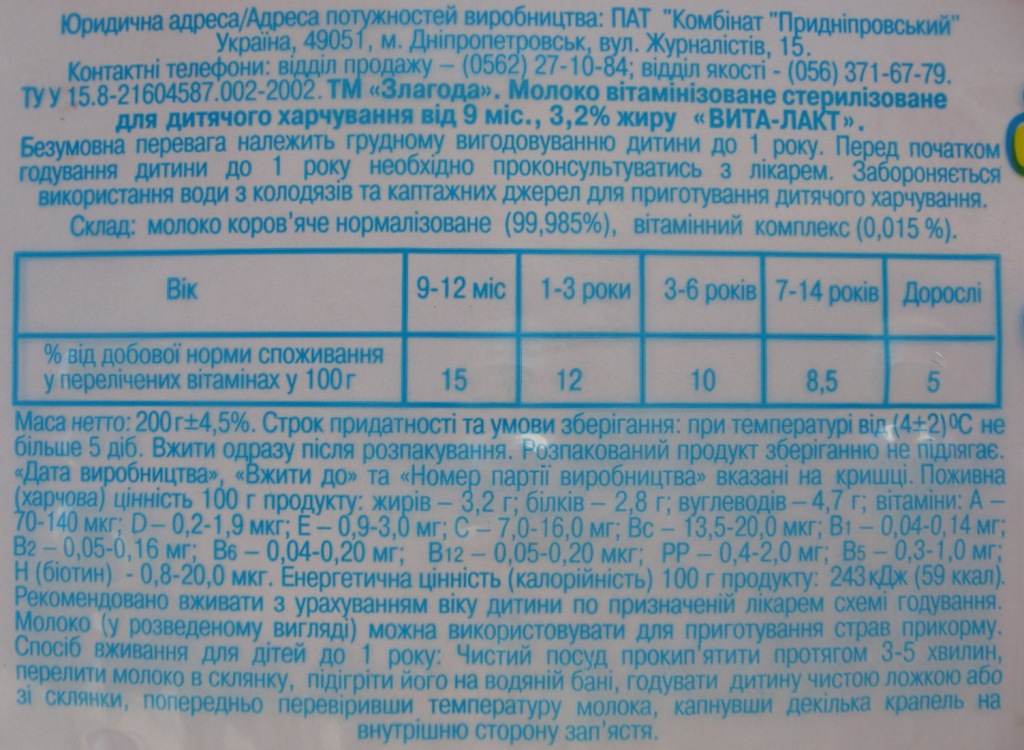 Юридична адреса/Адреса потужностей виробництва: ПАТ "Комбінат "Придніпровський"
Україна, 49051, м. Дніпропетровськ, вул. Журналістів, 15.
Контактні телефони: відділ продажу – (0562) 27-10-84; відділ якості - (056) 371-67-79.
ТУ У 15.8-21604587.002-2002. ТМ «Злагода». Молоко вітамінізоване стерилізоване
для дитячого харчування від 9 міс., 3,2% жиру «ВИТА-ЛАКТ».
Безумовна перевага належить грудному вигодовуванню дитини до 1 року. Перед початком
годування дитини до 1 року необхідно проконсультуватись з лікарем. Забороняється
використання води з колодязів та каптажних джерел для приготування дитячого харчування.
Склад: молоко коров'яче нормалізоване (99,985%), вітамінний комплекс (0,015 %).
Вік 9-12 міс 1-3 роки 3-6 років 7-14 років Дорослі
% від добової норми споживання
у перелічених вітамінах у 100 г 15 12 10 8,5 5
Маса нетто: 200 г±4,5%. Строк придатності та умови зберігання: при температурі від (4±2)ºС не
більше 5 діб. Вжити одразу після розпакування. Розпакований продукт зберіганню не підлягає.
«Дата виробництва», «Вжити до» та «Номер партії виробництва» вказані на кришці. Поживна
(харчова) цінність 100 г продукту: жирів – 3,2 г; білків – 2,8 г; вуглеводів – 4,7 г; вітаміни: А –
70-140 мкг; D – 0,2-1,9 мкг; Е – 0,9-3,0 мг; С – 7,0-16,0 мг; Вс – 13,5-20,0 мкг; В1 – 0,04-0,14 мг;
В2 – 0,05-0,16 мг; В6 – 0,04-0,20 мг; В12 – 0,05-0,20 мкг; РР – 0,4-2,0 мг; В5 – 0,3-1,0 мг;
Н (біотин) - 0,8-20,0 мкг. Енергетична цінність (калорійність) 100 г продукту: 243 кДж (59 ккал).
Рекомендовано вживати з урахуванням віку дитини по призначеній лікарем схемі годування.
Молоко (у розведеному вигляді) можна використовувати для приготування страв прикорму.
Спосіб вживання для дітей до 1 року: Чистий посуд прокип'ятити протягом 3-5 хвилин,
перелити молоко в склянку, підігріти його на водяній бані, годувати дитину чистою ложкою або
зі склянки, попередньо перевіривши температуру молока, капнувши декілька крапель на
внутрішню сторону зап'ястя.